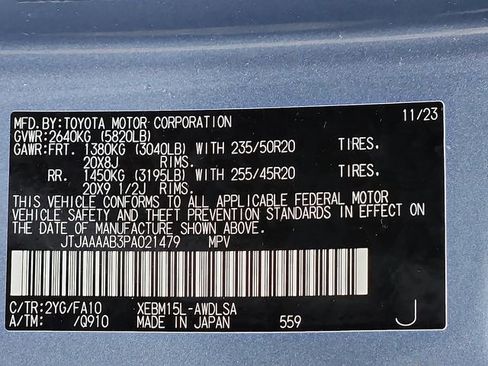 MFD.BY:TOYOTA MOTOR CORPORATION 11/23
GVWR:2640KG (5820LB)
GAWR:FRT. 1380KG (3040LB) WITH 235/50R20 TIRES.
20X8J RIMS.
RR. 1450KG (3195LB) WITH 255/45R20 TIRES.
20X9 1/2J RIMS.
THIS VEHICLE CONFORMS TO ALL APPLICABLE FEDERAL MOTOR
VEHICLE SAFETY AND THEFT PREVENTION STANDARDS IN EFFECT ON
THE DATE OF MANUFACTURE SHOWN ABOVE.
JTJAAAAB3PA021479 MPV
C/TR:2YG/FA10 XEBM15L-AWDLSA
A/TM: /Q910 MADE IN JAPAN 559 J